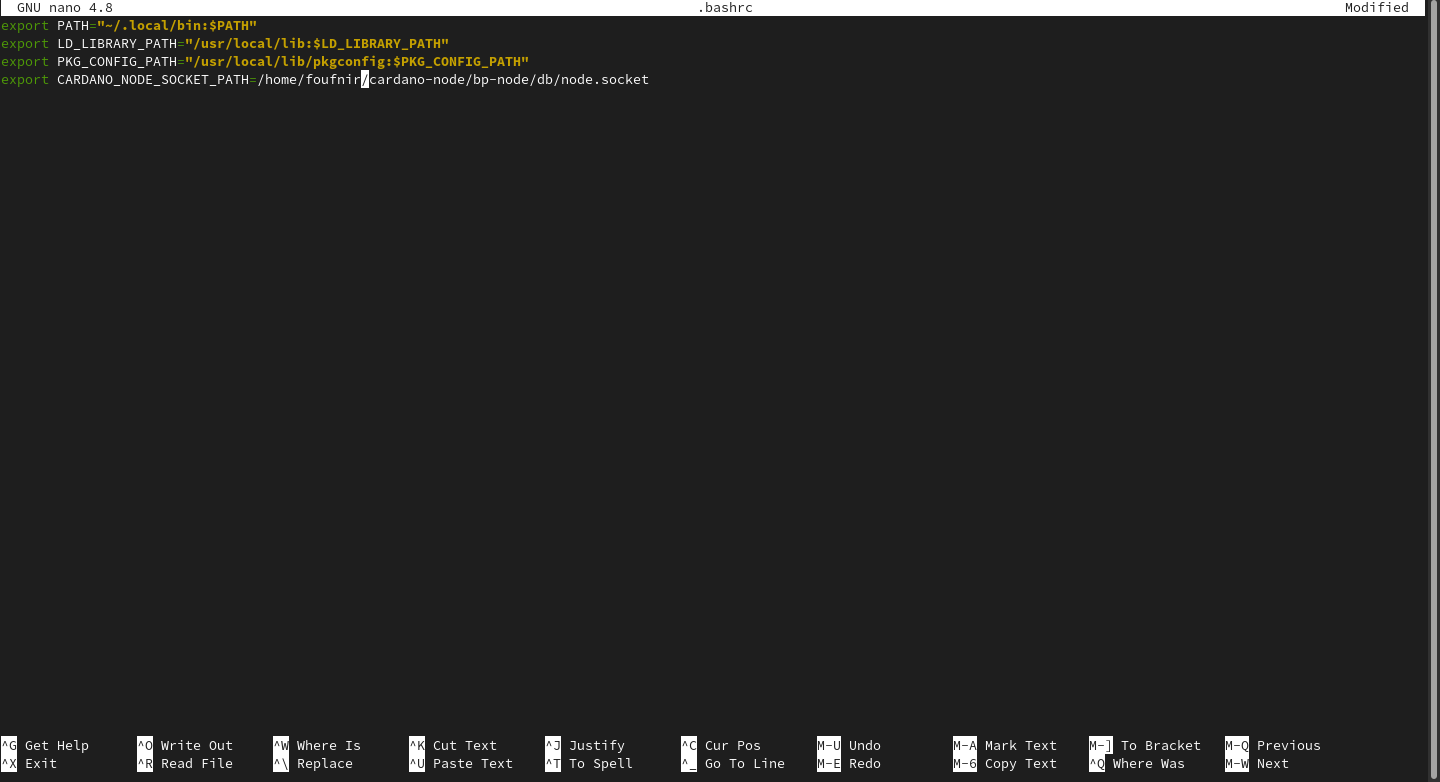 GNU nano 4.8 .bashrc Modified
export PATH="~/.local/bin:$PATH"
export LD_LIBRARY_PATH="/usr/local/lib:$LD_LIBRARY_PATH"
export PKG_CONFIG_PATH="/usr/local/lib/pkgconfig:$PKG_CONFIG_PATH"
export CARDANO_NODE_SOCKET_PATH=/home/foufnir/cardano-node/bp-node/db/node.socket
^G Get Help ^O Write Out ^W Where Is ^K Cut Text ^J Justify ^C Cur Pos M-U Undo M-A Mark Text M-] To Bracket M-Q Previous
^X Exit ^R Read File ^\ Replace ^U Paste Text ^T To Spell ^_ Go To Line M-E Redo M-6 Copy Text ^Q Where Was M-W Next